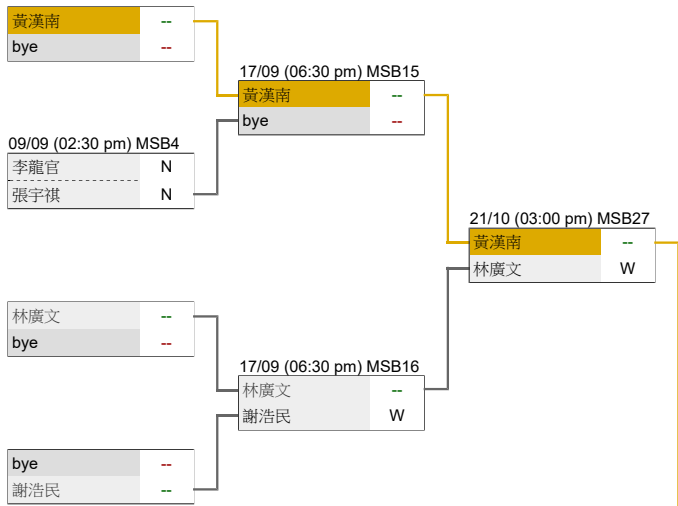 黃漢南 --
bye --
17/09 (06:30 pm) MSB15
黃漢南 --
bye --
09/09 (02:30 pm) MSB4
李龍官 N
張宇祺 N
21/10 (03:00 pm) MSB27
黃漢南 --
林廣文 W
林廣文 --
bye --
17/09 (06:30 pm) MSB16
林廣文 --
謝浩民 W
bye --
謝浩民 --